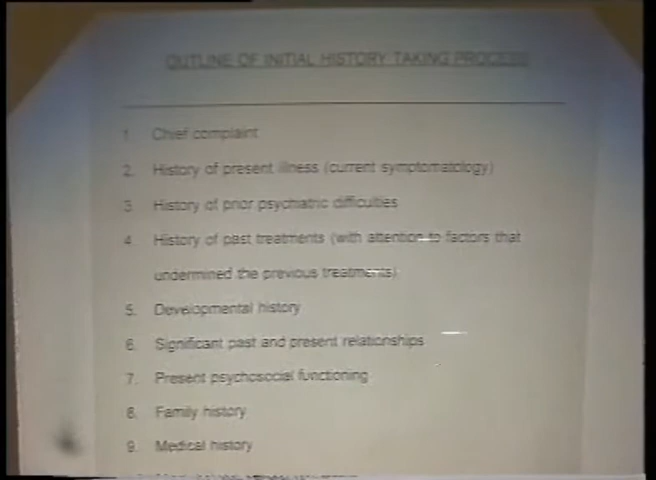 OUTLINE OF INITIAL HISTORY TAKING PROCESS
1. Chief complaint
2. History of present illness (current symptomatology)
3. History of prior psychiatric difficulties
4. History of past treatments (with attention to factors that
undermined the previous treatments)
5. Developmental history
6. Significant past and present relationships
7. Present psychosocial functioning
8. Family history
9. Medical history